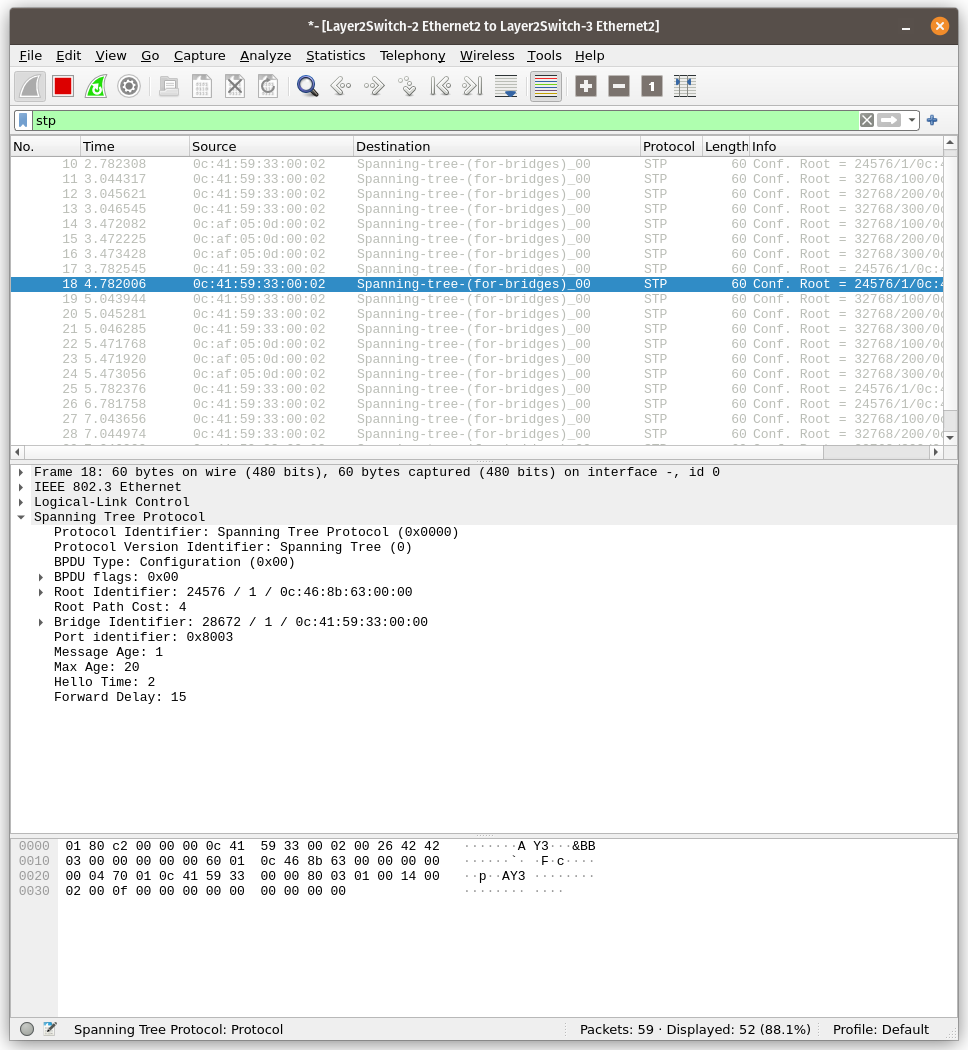 *- [Layer2Switch-2 Ethernet2 to Layer2Switch-3 Ethernet2]
File Edit View Go Capture Analyze Statistics Telephony Wireless Tools Help
stp
No. Time Source Destination Protocol Length Info
10 2.782308 0c:41:59:33:00:02 Spanning-tree-(for-bridges)_00 STP 60 Conf. Root = 24576/1/0c:4
11 3.044317 0c:41:59:33:00:02 Spanning-tree-(for-bridges)_00 STP 60 Conf. Root = 32768/100/0c
12 3.045621 0c:41:59:33:00:02 Spanning-tree-(for-bridges)_00 STP 60 Conf. Root = 32768/200/0c
13 3.046545 0c:41:59:33:00:02 Spanning-tree-(for-bridges)_00 STP 60 Conf. Root = 32768/300/0c
14 3.472082 0c:af:05:0d:00:02 Spanning-tree-(for-bridges)_00 STP 60 Conf. Root = 32768/100/0c
15 3.472225 0c:af:05:0d:00:02 Spanning-tree-(for-bridges)_00 STP 60 Conf. Root = 32768/200/0c
16 3.473428 0c:af:05:0d:00:02 Spanning-tree-(for-bridges)_00 STP 60 Conf. Root = 32768/300/0c
17 3.782545 0c:41:59:33:00:02 Spanning-tree-(for-bridges)_00 STP 60 Conf. Root = 24576/1/0c:4
18 4.782006 0c:41:59:33:00:02 Spanning-tree-(for-bridges)_00 STP 60 Conf. Root = 24576/1/0c:4
19 5.043944 0c:41:59:33:00:02 Spanning-tree-(for-bridges)_00 STP 60 Conf. Root = 32768/100/0c
20 5.045281 0c:41:59:33:00:02 Spanning-tree-(for-bridges)_00 STP 60 Conf. Root = 32768/200/0c
21 5.046285 0c:41:59:33:00:02 Spanning-tree-(for-bridges)_00 STP 60 Conf. Root = 32768/300/0c
22 5.471768 0c:af:05:0d:00:02 Spanning-tree-(for-bridges)_00 STP 60 Conf. Root = 32768/100/0c
23 5.471920 0c:af:05:0d:00:02 Spanning-tree-(for-bridges)_00 STP 60 Conf. Root = 32768/200/0c
24 5.473056 0c:af:05:0d:00:02 Spanning-tree-(for-bridges)_00 STP 60 Conf. Root = 32768/300/0c
25 5.782376 0c:41:59:33:00:02 Spanning-tree-(for-bridges)_00 STP 60 Conf. Root = 24576/1/0c:4
26 6.781758 0c:41:59:33:00:02 Spanning-tree-(for-bridges)_00 STP 60 Conf. Root = 24576/1/0c:4
27 7.043656 0c:41:59:33:00:02 Spanning-tree-(for-bridges)_00 STP 60 Conf. Root = 32768/100/0c
28 7.044974 0c:41:59:33:00:02 Spanning-tree-(for-bridges)_00 STP 60 Conf. Root = 32768/200/0c
Frame 18: 60 bytes on wire (480 bits), 60 bytes captured (480 bits) on interface -, id 0
IEEE 802.3 Ethernet
Logical-Link Control
Spanning Tree Protocol
Protocol Identifier: Spanning Tree Protocol (0x0000)
Protocol Version Identifier: Spanning Tree (0)
BPDU Type: Configuration (0x00)
BPDU flags: 0x00
Root Identifier: 24576 / 1 / 0c:46:8b:63:00:00
Root Path Cost: 4
Bridge Identifier: 28672 / 1 / 0c:41:59:33:00:00
Port identifier: 0x8003
Message Age: 1
Max Age: 20
Hello Time: 2
Forward Delay: 15
0000 01 80 c2 00 00 00 0c 41 59 33 00 02 00 26 42 42 ·······A Y3···&BB
0010 03 00 00 00 00 00 60 01 0c 46 8b 63 00 00 00 00 ······`· ·F·c····
0020 00 04 70 01 0c 41 59 33 00 00 80 03 01 00 14 00 ··p··AY3 ········
0030 02 00 0f 00 00 00 00 00 00 00 00 00 ········ ····
Spanning Tree Protocol: Protocol Packets: 59 · Displayed: 52 (88.1%) Profile: Default